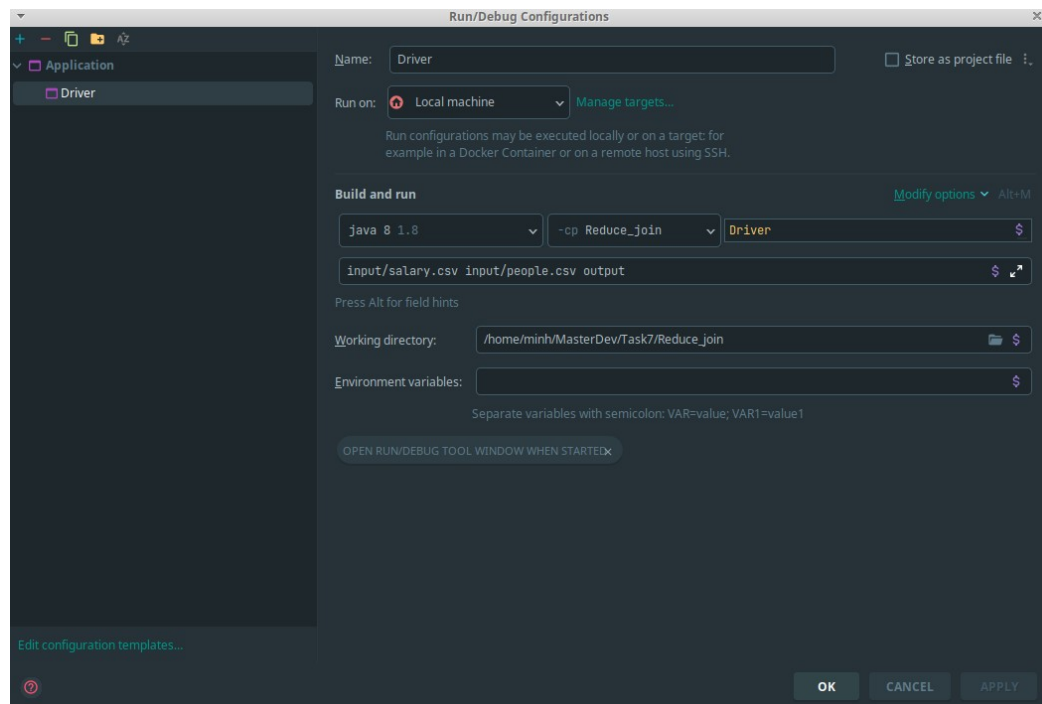 Run/Debug Configurations
Application
Driver
Name: Driver
Store as project file
Run on: Local machine Manage targets...
Run configurations may be executed locally or on a target: for
example in a Docker Container or on a remote host using SSH.
Build and run
Modify options Alt+M
java 8 1.8 -cp Reduce_join Driver
input/salary.csv input/people.csv output
Press Alt for field hints
Working directory: /home/minh/MasterDev/Task7/Reduce_join
Environment variables:
Separate variables with semicolon: VAR=value; VAR1=value1
OPEN RUN/DEBUG TOOL WINDOW WHEN STARTED
Edit configuration templates...
OK CANCEL APPLY